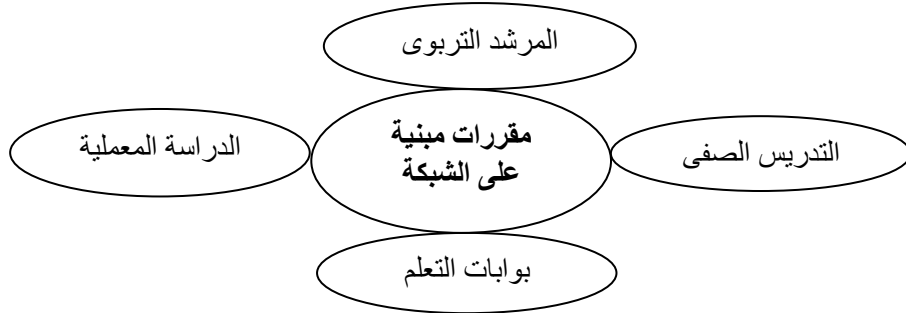 المرشد التربوى
مقررات مبنية
على الشبكة
التدريس الصفى
الدراسة المعملية
بوابات التعلم